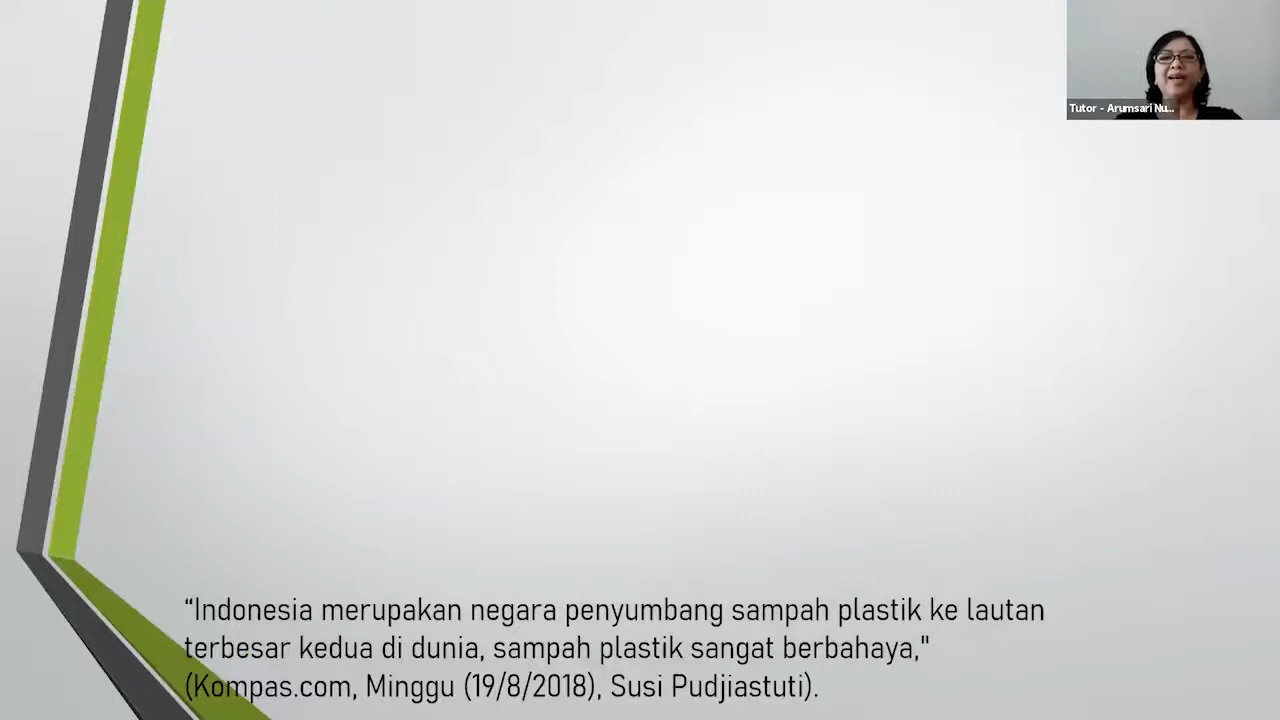 Tutor - Arumsari Nu...
“Indonesia merupakan negara penyumbang sampah plastik ke lautan
terbesar kedua di dunia, sampah plastik sangat berbahaya,"
(Kompas.com, Minggu (19/8/2018), Susi Pudjiastuti).